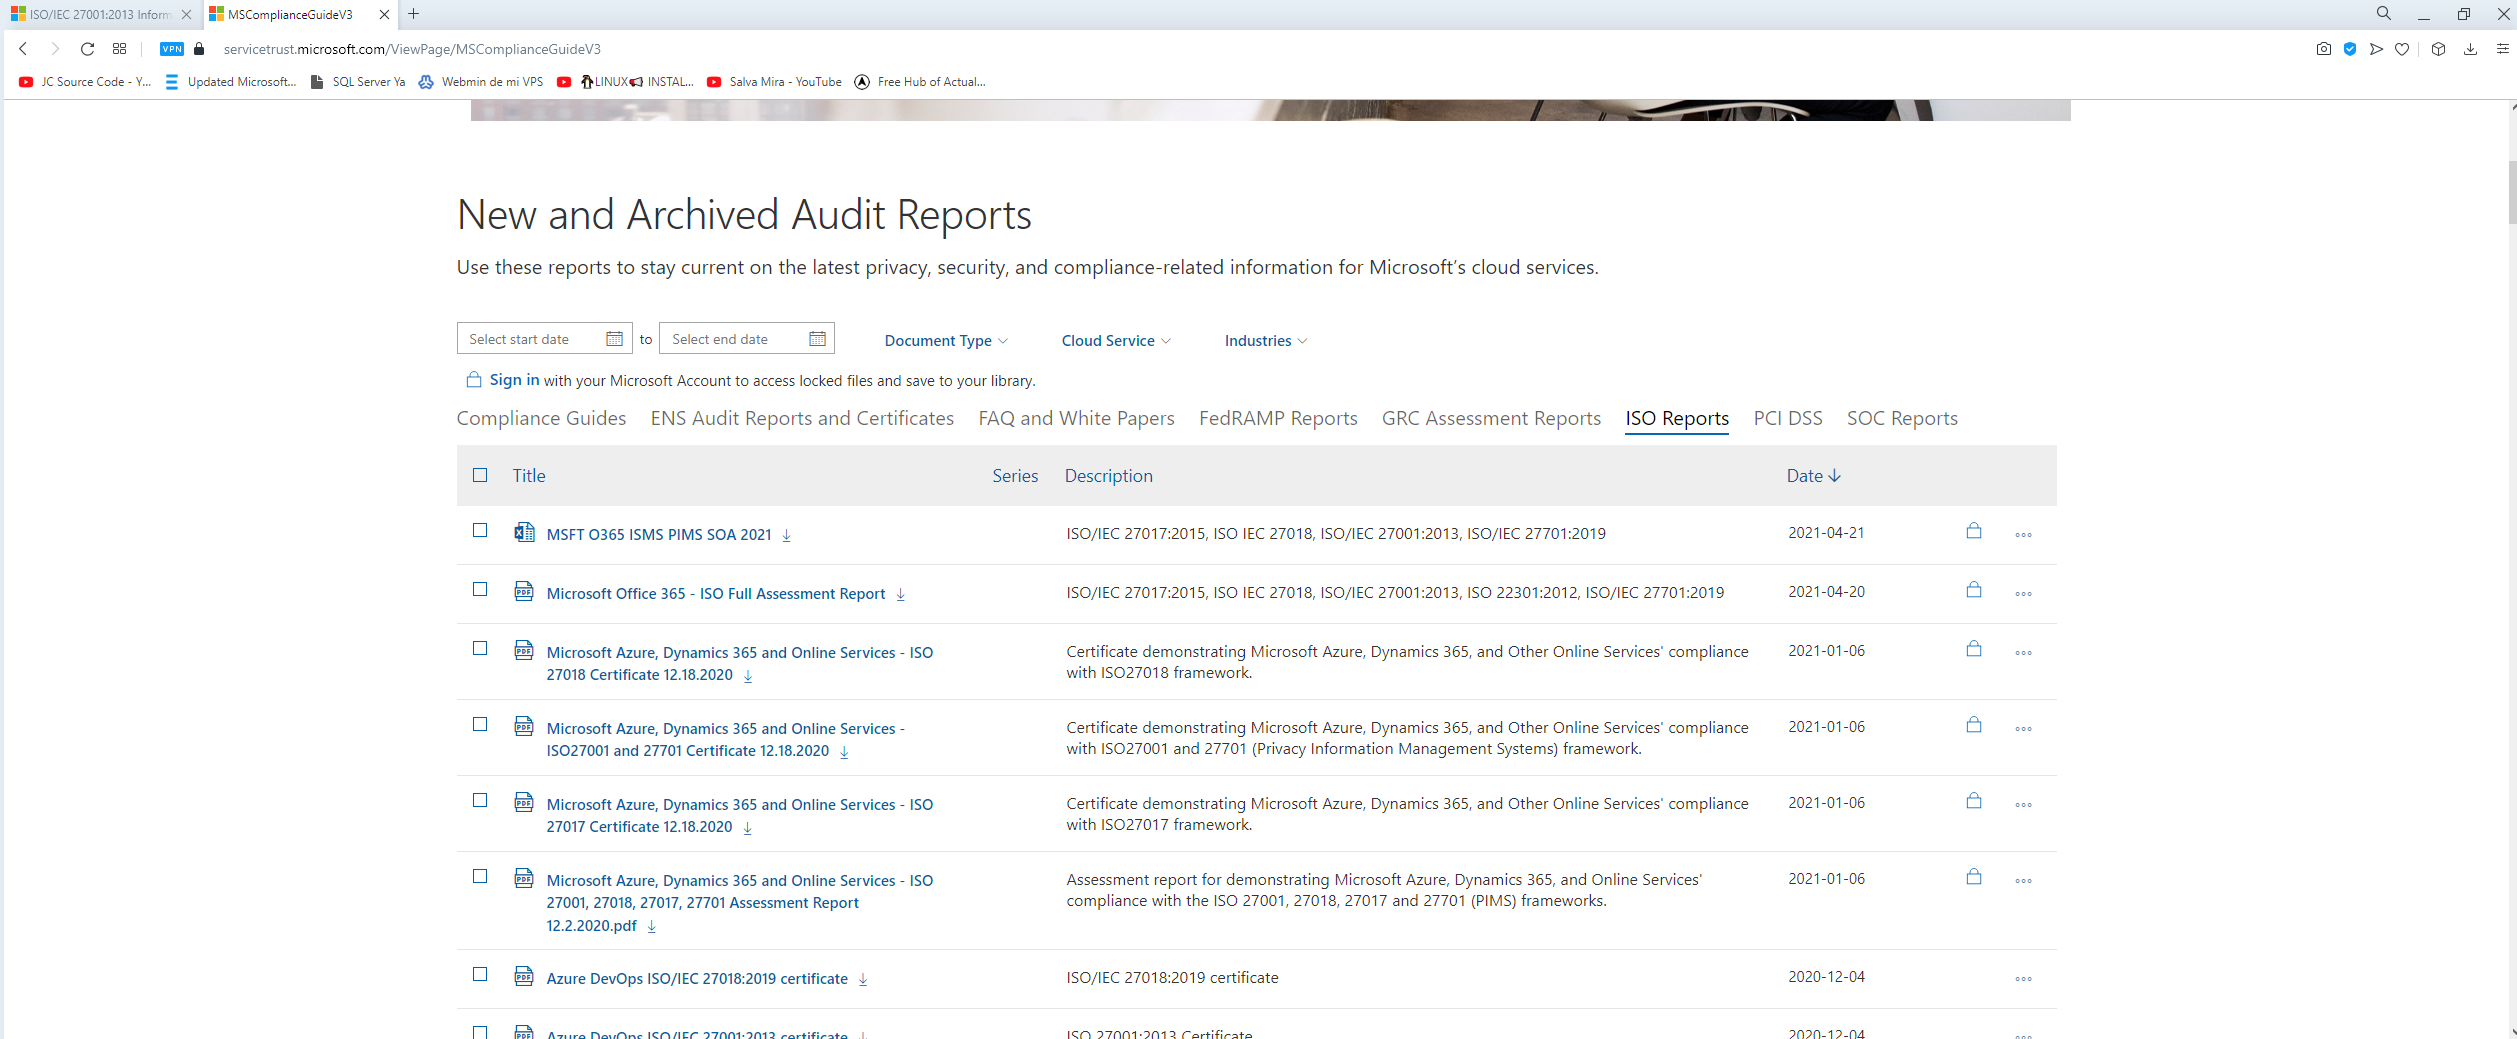 ISO/IEC 27001:2013 Inform
MSComplianceGuideV3
VPN
servicetrust.microsoft.com/ViewPage/MSComplianceGuideV3
JC Source Code - Y...
Updated Microsoft...
SQL Server Ya
Webmin de mi VPS
LINUX INSTAL...
Salva Mira - YouTube
Free Hub of Actual...
New and Archived Audit Reports
Use these reports to stay current on the latest privacy, security, and compliance-related information for Microsoft's cloud services.
Select start date to Select end date Document Type Cloud Service Industries
Sign in with your Microsoft Account to access locked files and save to your library.
Compliance Guides ENS Audit Reports and Certificates FAQ and White Papers FedRAMP Reports GRC Assessment Reports ISO Reports PCI DSS SOC Reports
Title Series Description Date
MSFT O365 ISMS PIMS SOA 2021
ISO/IEC 27017:2015, ISO IEC 27018, ISO/IEC 27001:2013, ISO/IEC 27701:2019
2021-04-21
PDF
Microsoft Office 365 - ISO Full Assessment Report
ISO/IEC 27017:2015, ISO IEC 27018, ISO/IEC 27001:2013, ISO 22301:2012, ISO/IEC 27701:2019
2021-04-20
PDF
Microsoft Azure, Dynamics 365 and Online Services - ISO
27018 Certificate 12.18.2020
Certificate demonstrating Microsoft Azure, Dynamics 365, and Other Online Services' compliance
with ISO27018 framework.
2021-01-06
PDF
Microsoft Azure, Dynamics 365 and Online Services -
ISO27001 and 27701 Certificate 12.18.2020
Certificate demonstrating Microsoft Azure, Dynamics 365, and Other Online Services' compliance
with ISO27001 and 27701 (Privacy Information Management Systems) framework.
2021-01-06
PDF
Microsoft Azure, Dynamics 365 and Online Services - ISO
27017 Certificate 12.18.2020
Certificate demonstrating Microsoft Azure, Dynamics 365, and Other Online Services' compliance
with ISO27017 framework.
2021-01-06
PDF
Microsoft Azure, Dynamics 365 and Online Services - ISO
27001, 27018, 27017, 27701 Assessment Report
12.2.2020.pdf
Assessment report for demonstrating Microsoft Azure, Dynamics 365, and Online Services'
compliance with the ISO 27001, 27018, 27017 and 27701 (PIMS) frameworks.
2021-01-06
PDF
Azure DevOps ISO/IEC 27018:2019 certificate
ISO/IEC 27018:2019 certificate
2020-12-04
PDF
Azure DevOps ISO/IEC 27001:2013 certificate
ISO 27001:2013 Certificate
2020-12-04